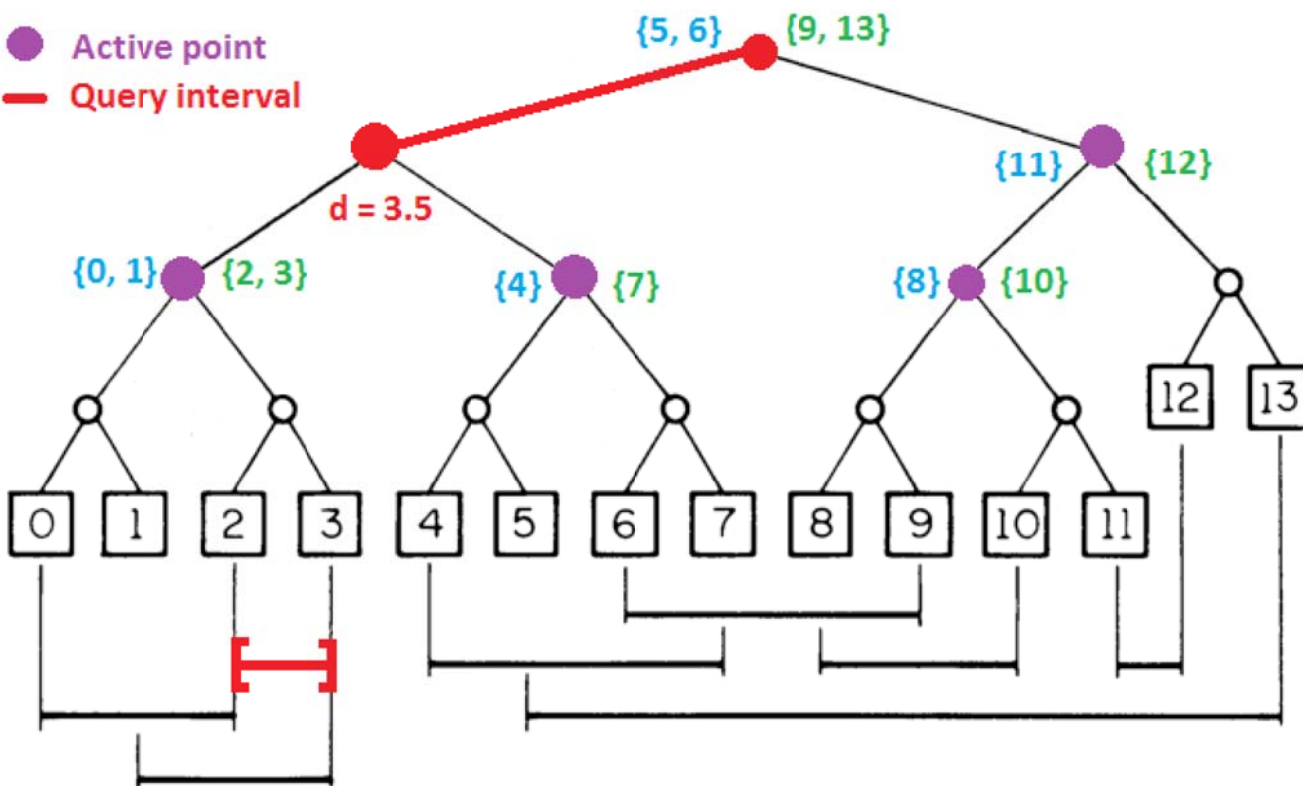 {5, 6} {9, 13}
Active point
Query interval
{11} {12}
d = 3.5
{0, 1} {2, 3} {4} {7} {8} {10}
12 13
0 1 2 3 4 5 6 7 8 9 10 11